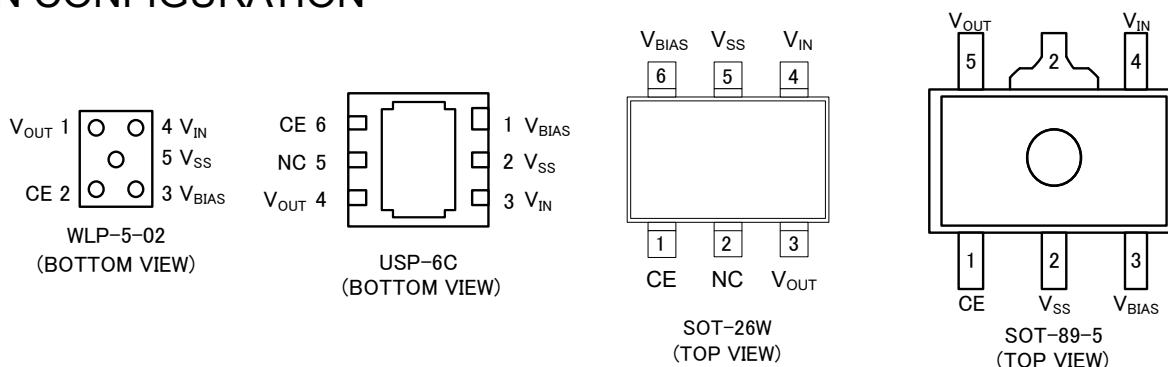 N CONFIGURATION
V_OUT 1
4 V_IN
5 V_SS
CE 2
3 V_BIAS
WLP-5-02
(BOTTOM VIEW)
CE 6
1 V_BIAS
NC 5
2 V_SS
V_OUT 4
3 V_IN
USP-6C
(BOTTOM VIEW)
V_BIAS V_SS V_IN
6 5 4
1 2 3
CE NC V_OUT
SOT-26W
(TOP VIEW)
V_OUT V_IN
5 2 4
1 2 3
CE V_SS V_BIAS
SOT-89-5
(TOP VIEW)